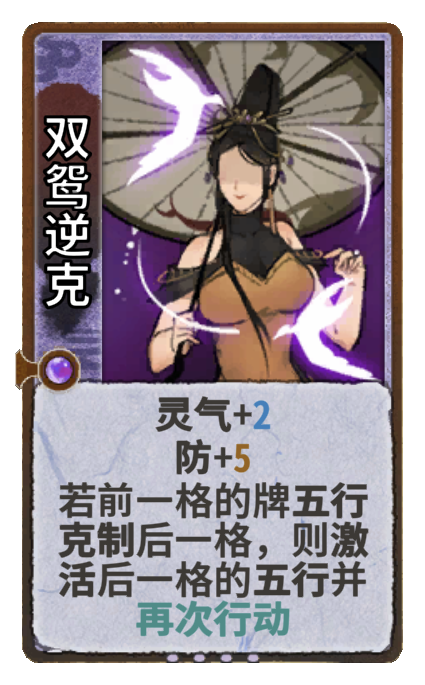 双鸳逆克
灵气+2
防+5
若前一格的牌五行
克制后一格，则激
活后一格的五行并
再次行动